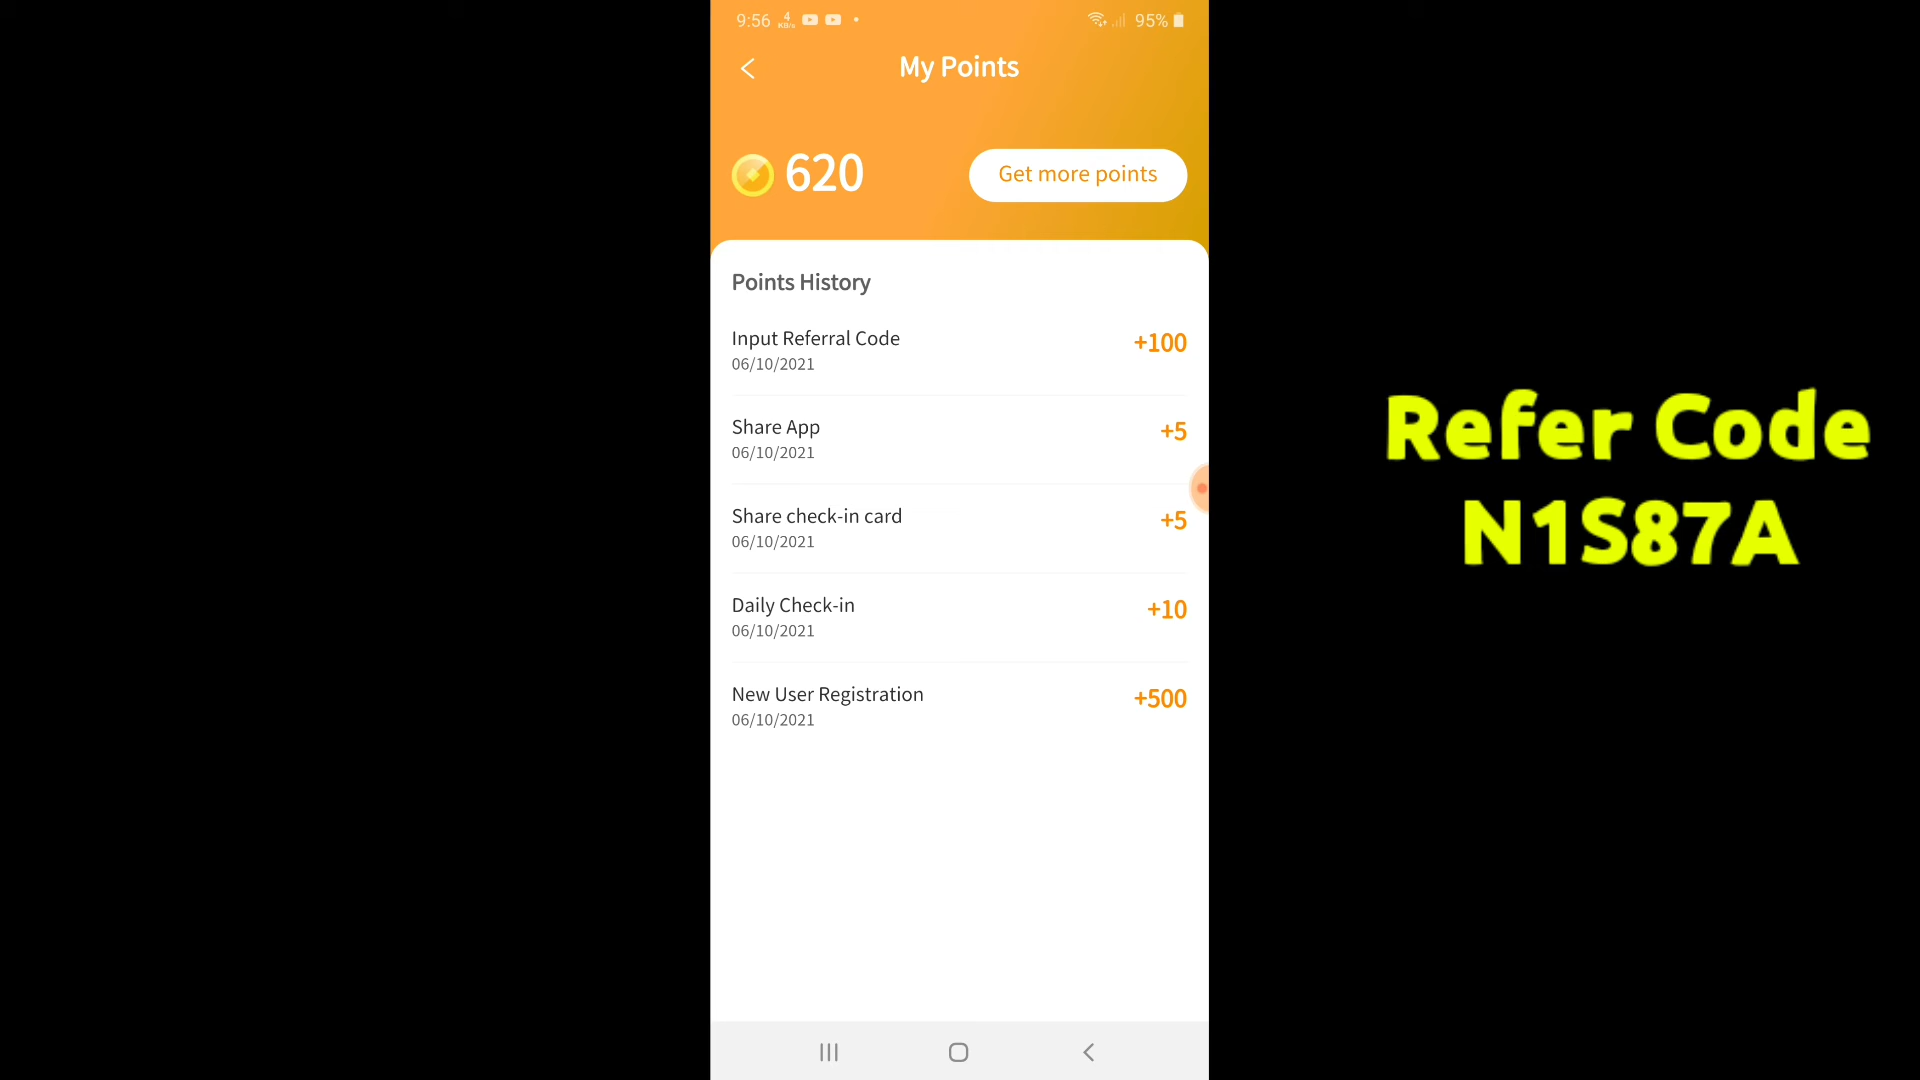 9:56 4 KB/s 95%
My Points
620
Get more points
Points History
Input Referral Code +100
06/10/2021
Share App +5
06/10/2021
Share check-in card +5
06/10/2021
Daily Check-in +10
06/10/2021
New User Registration +500
06/10/2021
Refer Code
N1S87A